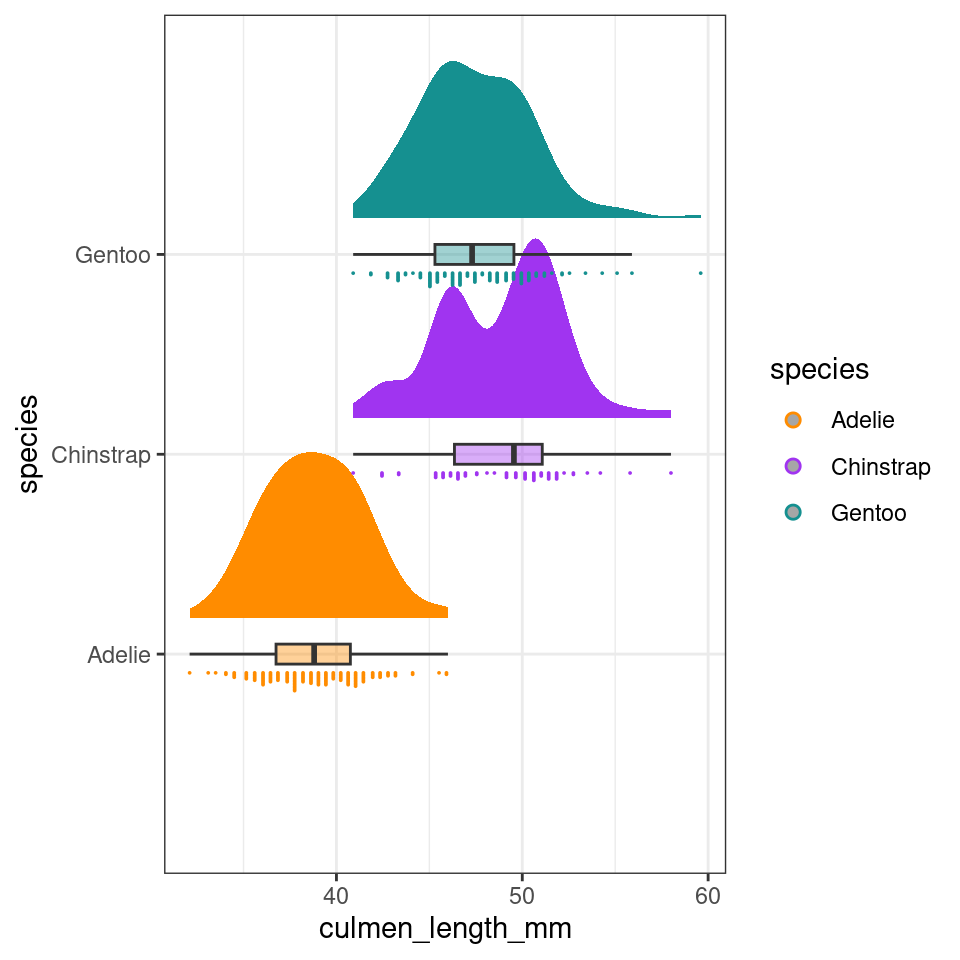 Gentoo
Chinstrap
Adelie
species
40
50
60
culmen_length_mm
species
Adelie
Chinstrap
Gentoo